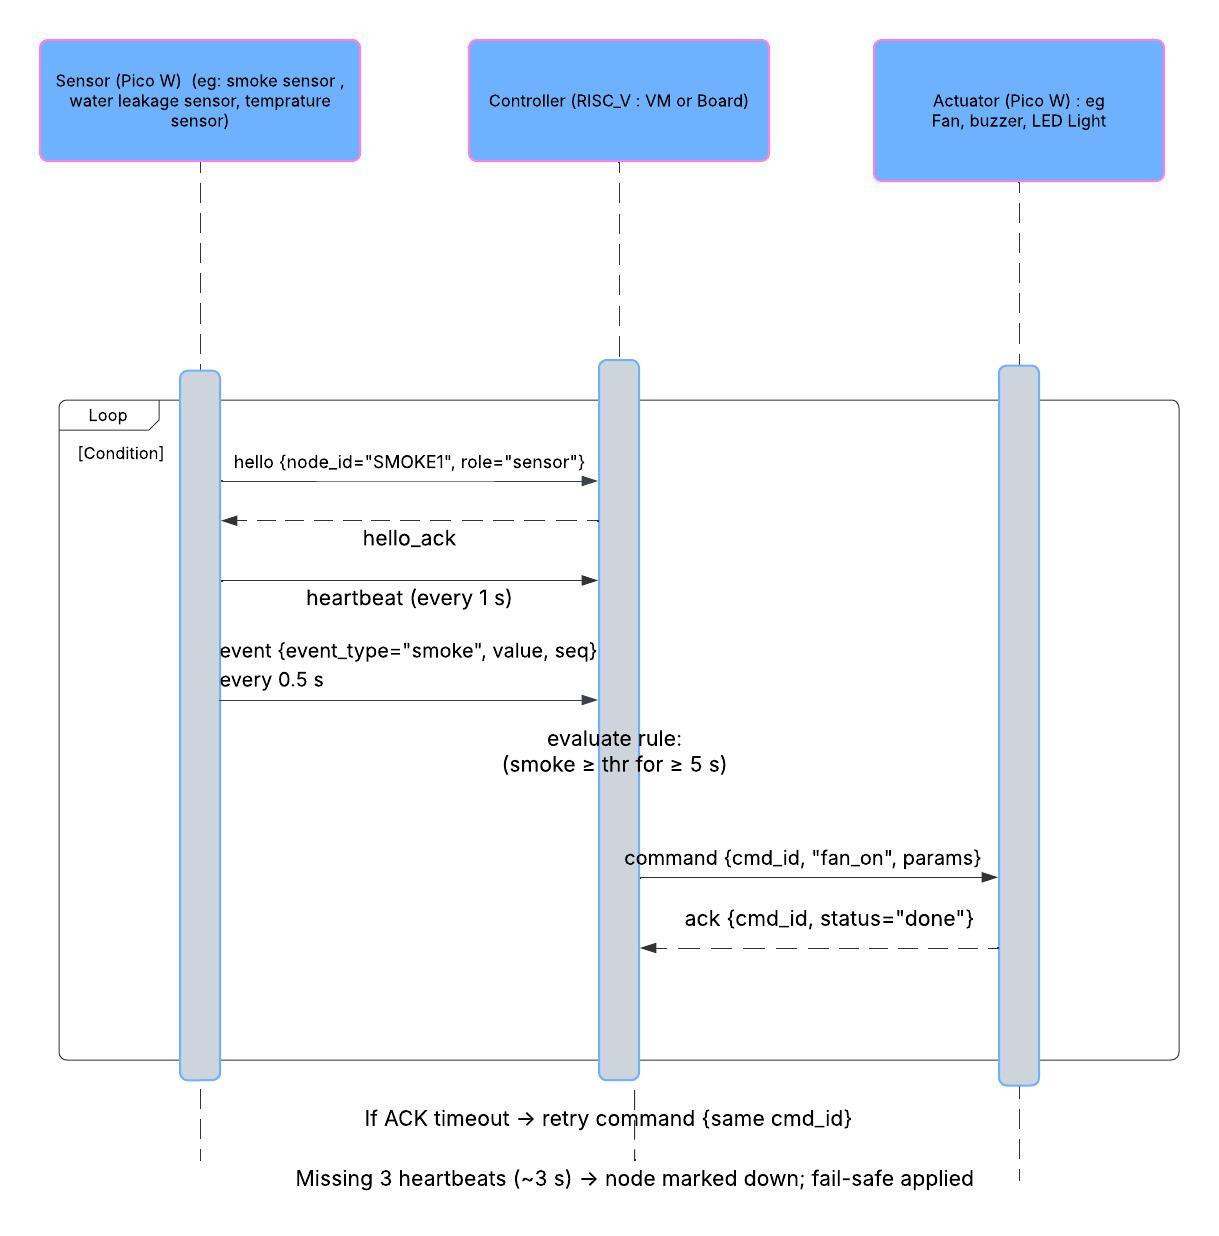 Sensor (Pico W)  (eg: smoke sensor ,
water leakage sensor, temprature
sensor)
Controller (RISC_V : VM or Board)
Actuator (Pico W) : eg
Fan, buzzer, LED Light
Loop
[Condition]
hello {node_id="SMOKE1", role="sensor"}
hello_ack
heartbeat (every 1 s)
event {event_type="smoke", value, seq}
every 0.5 s
evaluate rule:
(smoke ≥ thr for ≥ 5 s)
command {cmd_id, "fan_on", params}
ack {cmd_id, status="done"}
If ACK timeout → retry command {same cmd_id}
Missing 3 heartbeats (~3 s) → node marked down; fail-safe applied